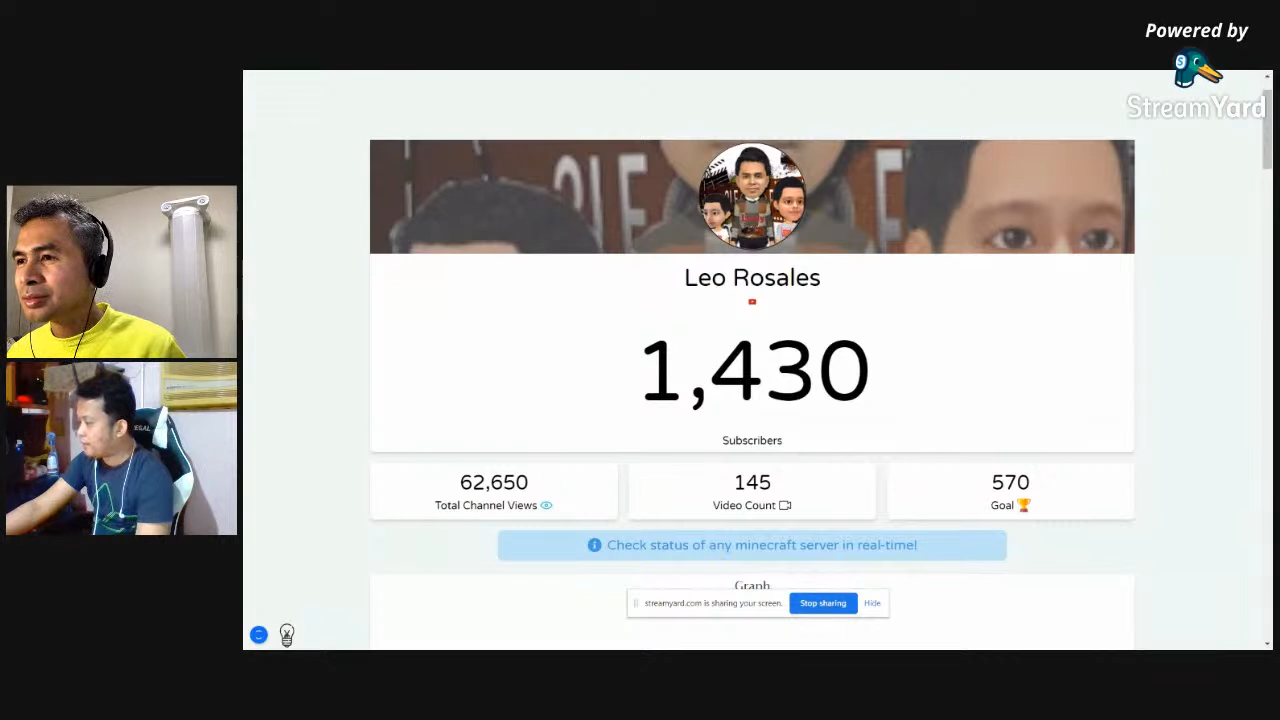 Powered by
StreamYard
Leo Rosales
1,430
Subscribers
62,650
Total Channel Views
145
Video Count
570
Goal
Check status of any minecraft server in real-time!
Graph
streamyard.com is sharing your screen.
Stop sharing
Hide